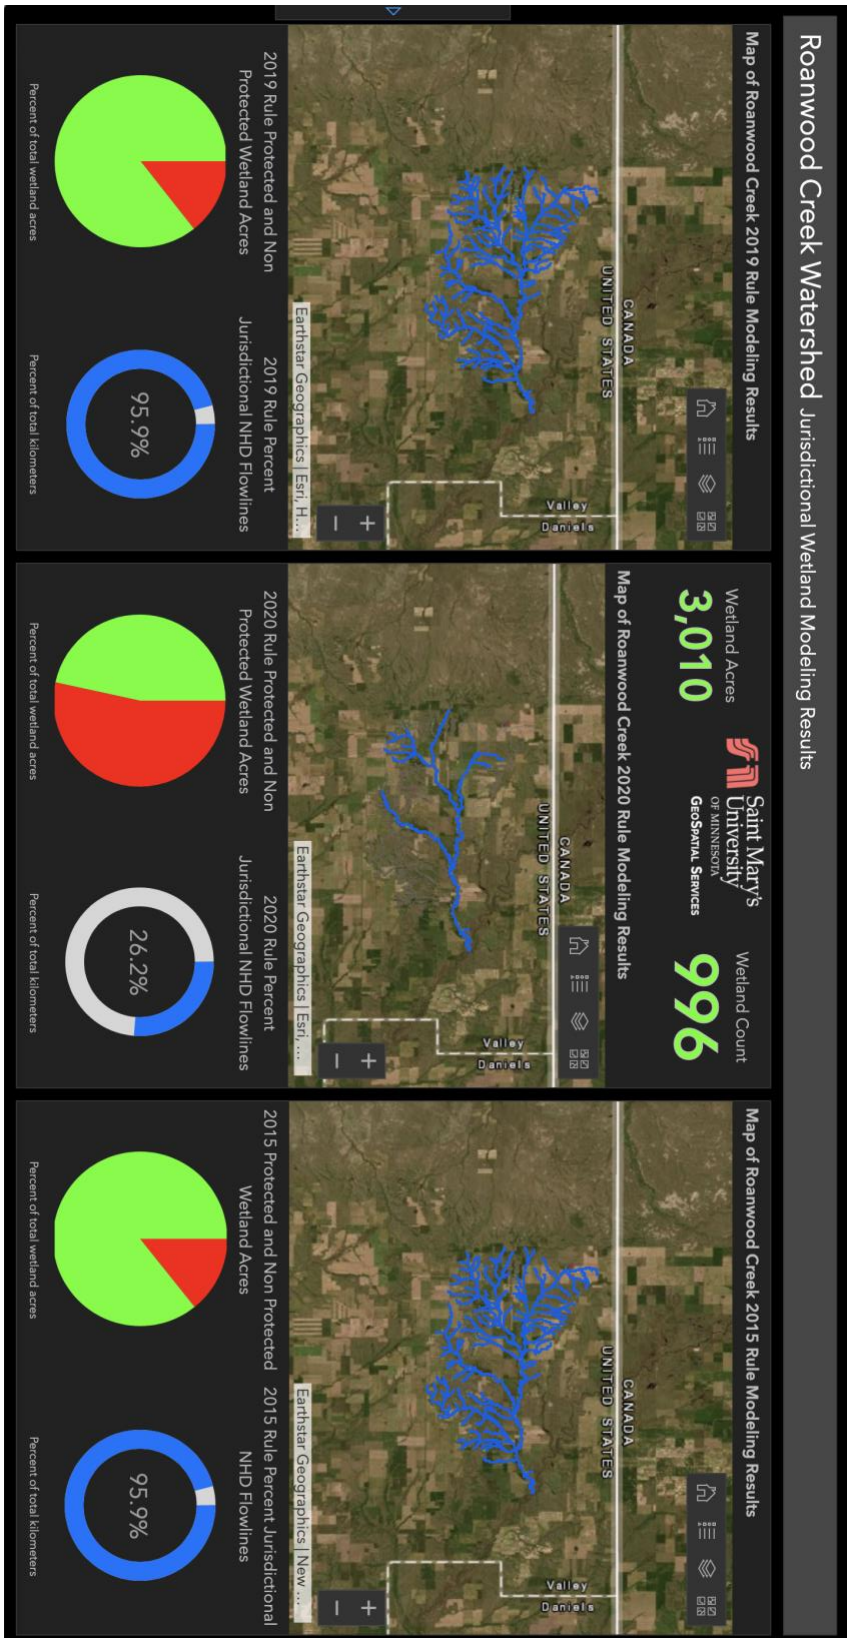 Roanwood Creek Watershed Jurisdictional Wetland Modeling Results
Map of Roanwood Creek 2019 Rule Modeling Results
CANADA
UNITED STATES
Valley
Daniels
+
−
Earthstar Geographics | Esri, H...
2019 Rule Protected and Non
Protected Wetland Acres
Percent of total wetland acres
2019 Rule Percent
Jurisdictional NHD Flowlines
95.9%
Percent of total kilometers
Wetland Acres
3,010
Saint Mary's
University
OF MINNESOTA
GEOSPATIAL SERVICES
Wetland Count
996
Map of Roanwood Creek 2020 Rule Modeling Results
CANADA
UNITED STATES
Valley
Daniels
+
−
Earthstar Geographics | Esri, ...
2020 Rule Protected and Non
Protected Wetland Acres
Percent of total wetland acres
2020 Rule Percent
Jurisdictional NHD Flowlines
26.2%
Percent of total kilometers
Map of Roanwood Creek 2015 Rule Modeling Results
CANADA
UNITED STATES
Valley
Daniels
+
−
Earthstar Geographics | New ...
2015 Protected and Non Protected
Wetland Acres
Percent of total wetland acres
2015 Rule Percent Jurisdictional
NHD Flowlines
95.9%
Percent of total kilometers